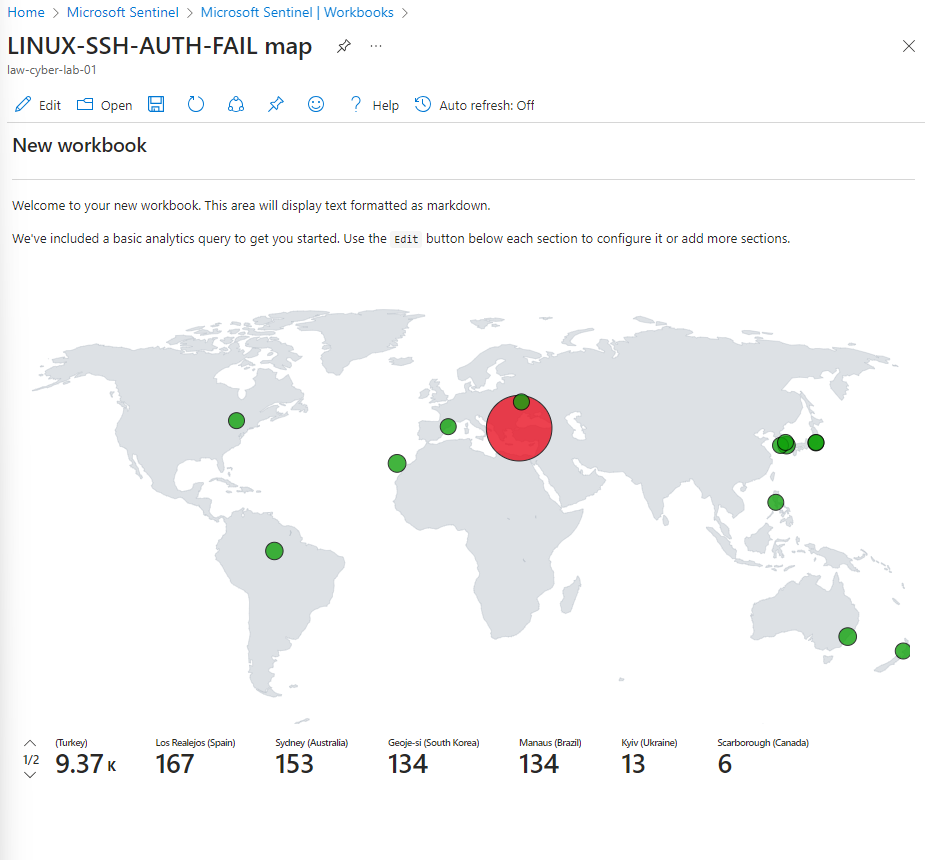 Home > Microsoft Sentinel > Microsoft Sentinel | Workbooks >
LINUX-SSH-AUTH-FAIL map ...
law-cyber-lab-01
Edit Open ? Help Auto refresh: Off
New workbook
Welcome to your new workbook. This area will display text formatted as markdown.
We've included a basic analytics query to get you started. Use the Edit button below each section to configure it or add more sections.
(Turkey) Los Realejos (Spain) Sydney (Australia) Geoje-si (South Korea) Manaus (Brazil) Kyiv (Ukraine) Scarborough (Canada)
1/2 9.37 K 167 153 134 134 13 6